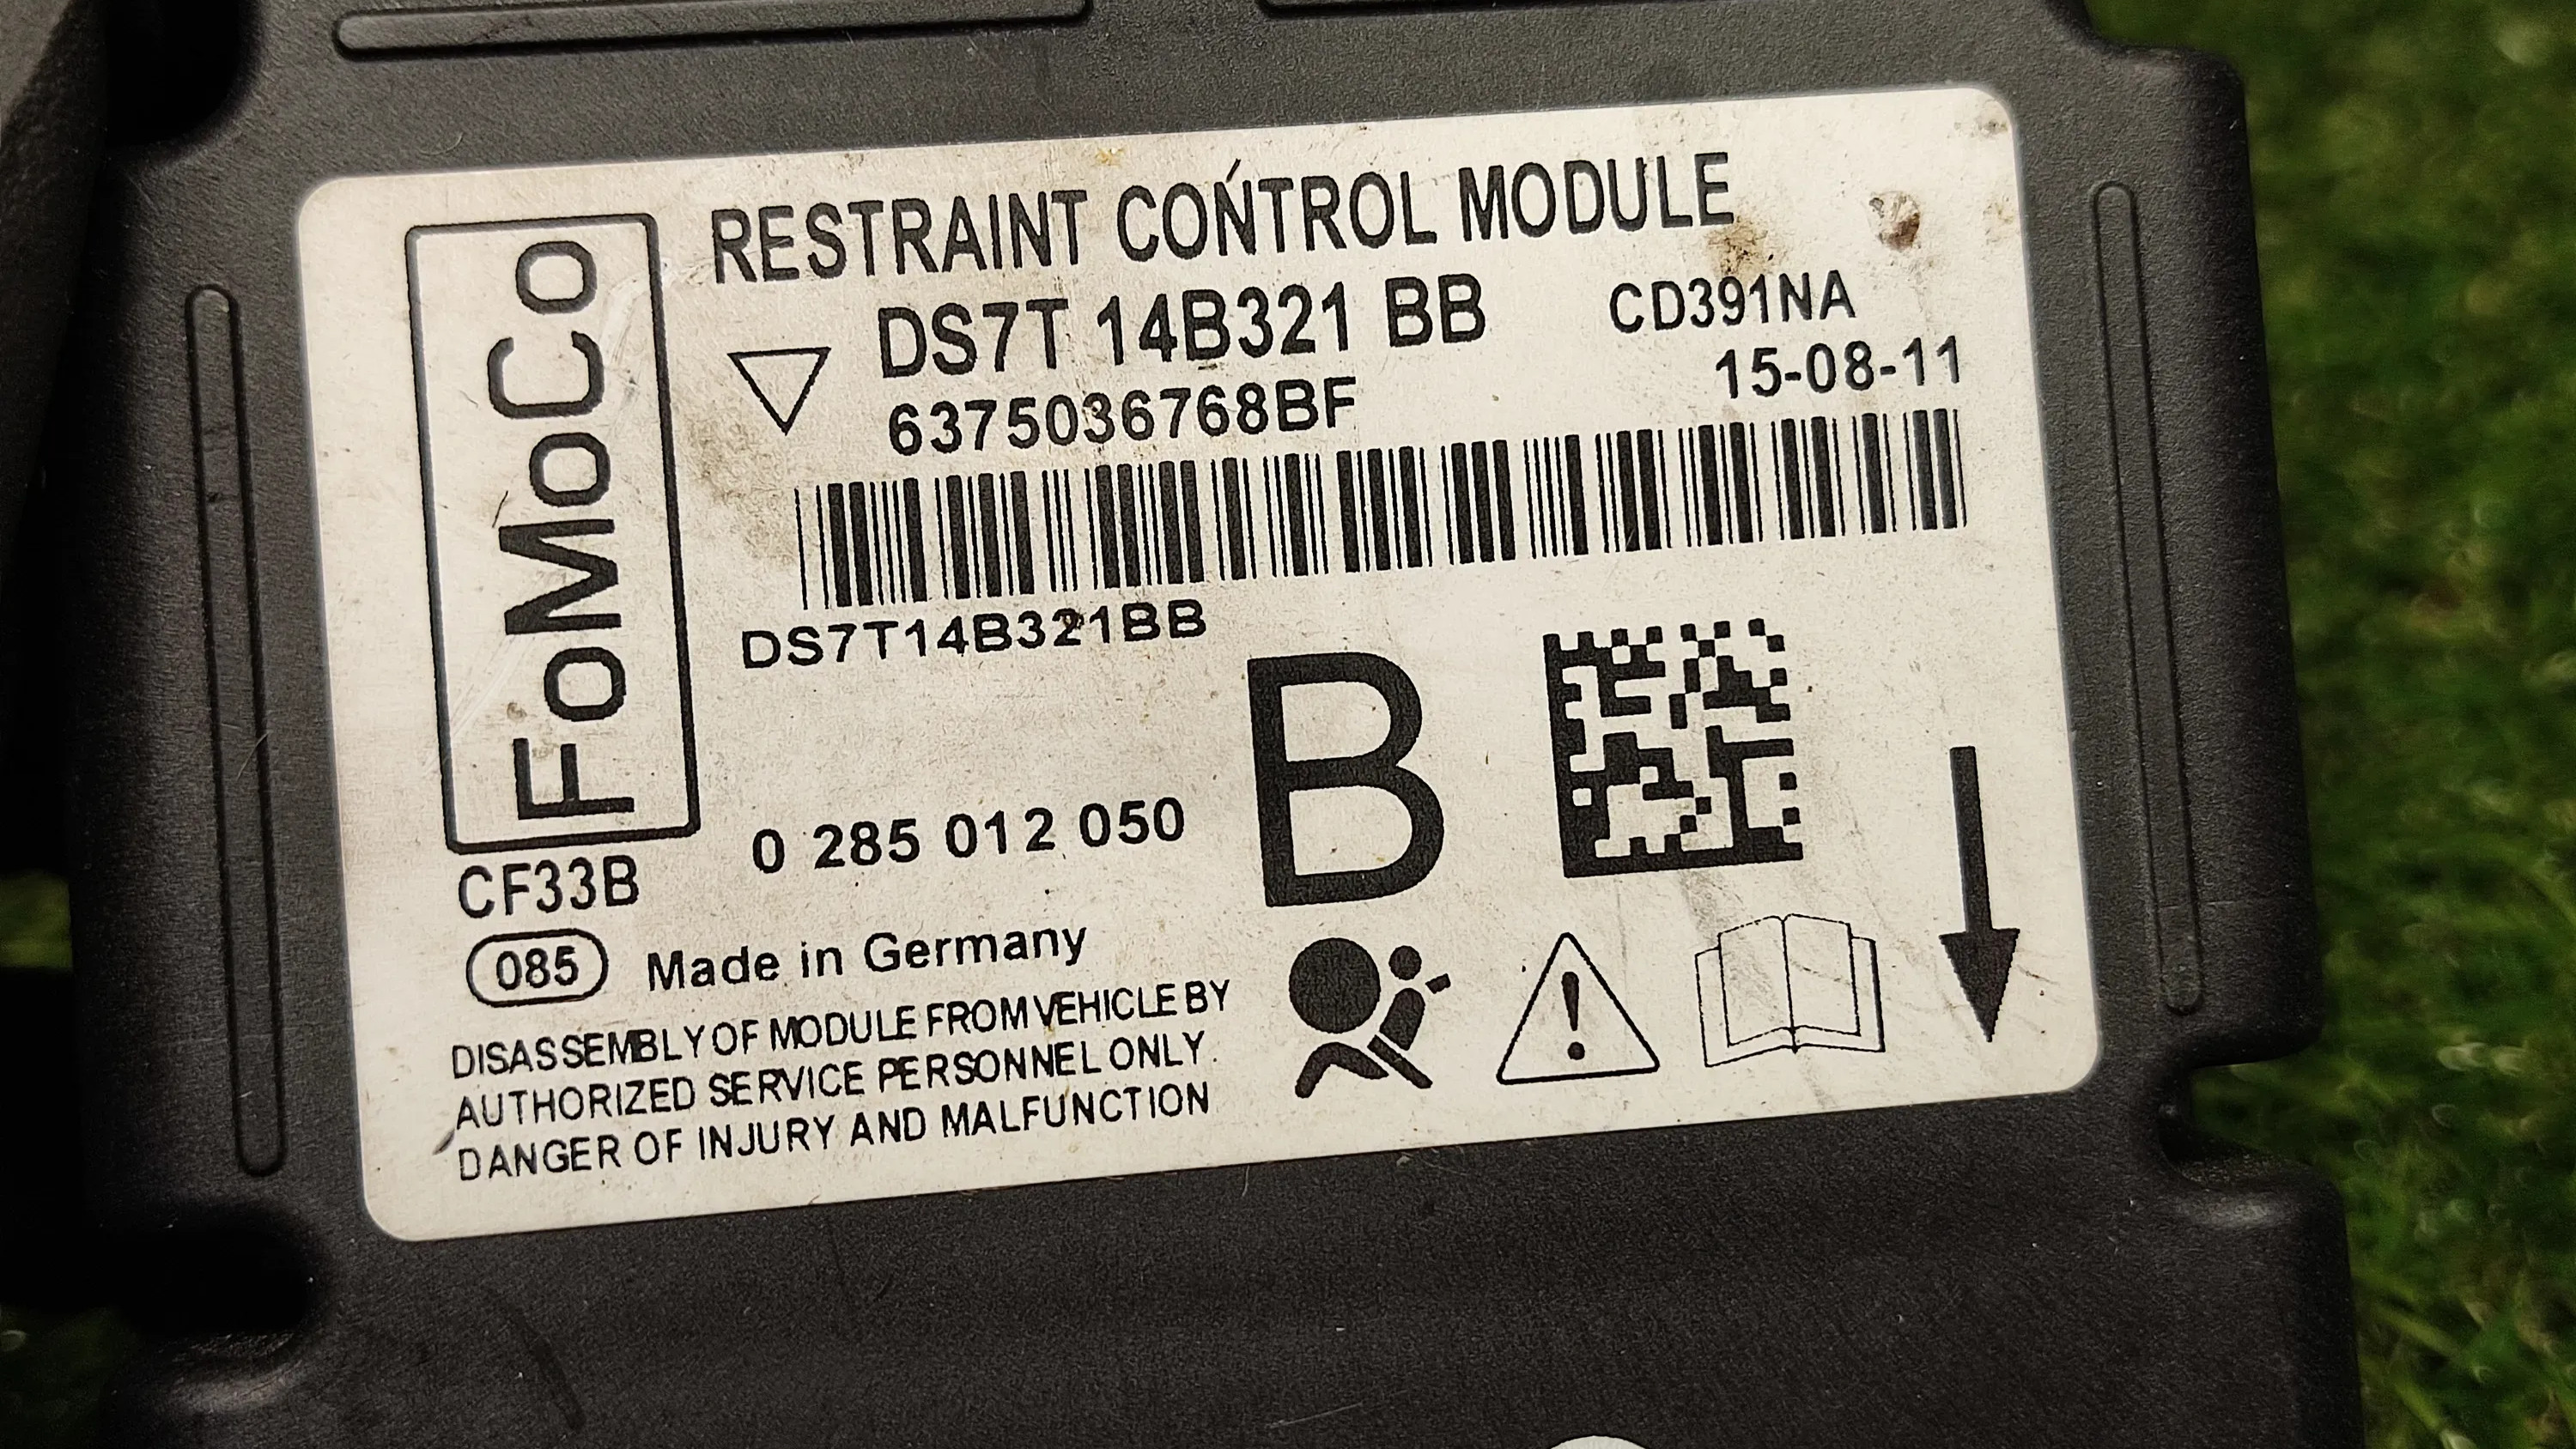 FoMoCo
RESTRAINT CONTROL MODULE
DS7T 14B321 BB
CD391NA
6375036768BF
15-08-11
DS7T14B321BB
B
0 285 012 050
CF33B
085
Made in Germany
DISASSEMBLY OF MODULE FROM VEHICLE BY
AUTHORIZED SERVICE PERSONNEL ONLY.
DANGER OF INJURY AND MALFUNCTION